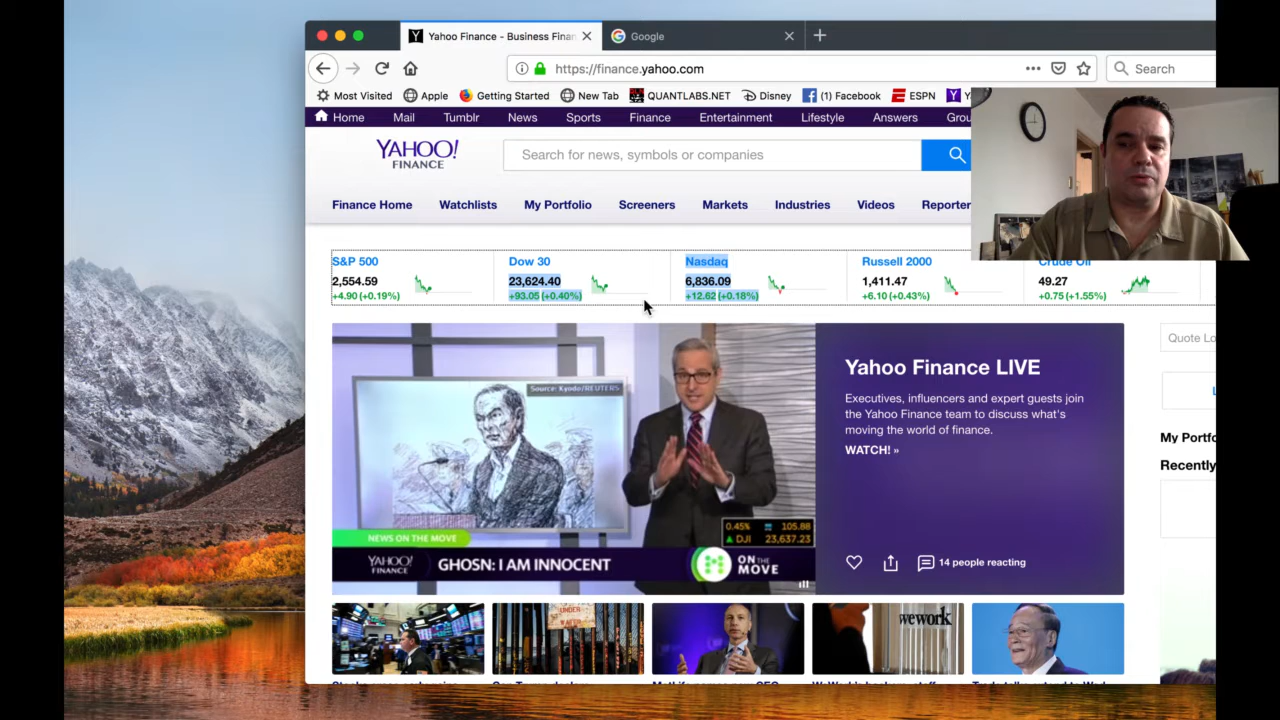 Yahoo Finance - Business Finan
Google
https://finance.yahoo.com
Search
Most Visited
Apple
Getting Started
New Tab
QUANTLABS.NET
Disney
(1) Facebook
ESPN
Home
Mail
Tumblr
News
Sports
Finance
Entertainment
Lifestyle
Answers
Grou
YAHOO!
FINANCE
Search for news, symbols or companies
Finance Home
Watchlists
My Portfolio
Screeners
Markets
Industries
Videos
Reporter
S&P 500
2,554.59
+4.90 (+0.19%)
Dow 30
23,624.40
+93.05 (+0.40%)
Nasdaq
6,836.09
+12.62 (+0.18%)
Russell 2000
1,411.47
+6.10 (+0.43%)
Crude Oil
49.27
+0.75 (+1.55%)
Source: Kyodo/REUTERS
NEWS ON THE MOVE
0.45% 105.88
DJI 23,637.23
YAHOO!
FINANCE
GHOSN: I AM INNOCENT
ON THE
MOVE
Yahoo Finance LIVE
Executives, influencers and expert guests join
the Yahoo Finance team to discuss what's
moving the world of finance.
WATCH! »
14 people reacting
Quote Lo
My Portfo
Recently
wework